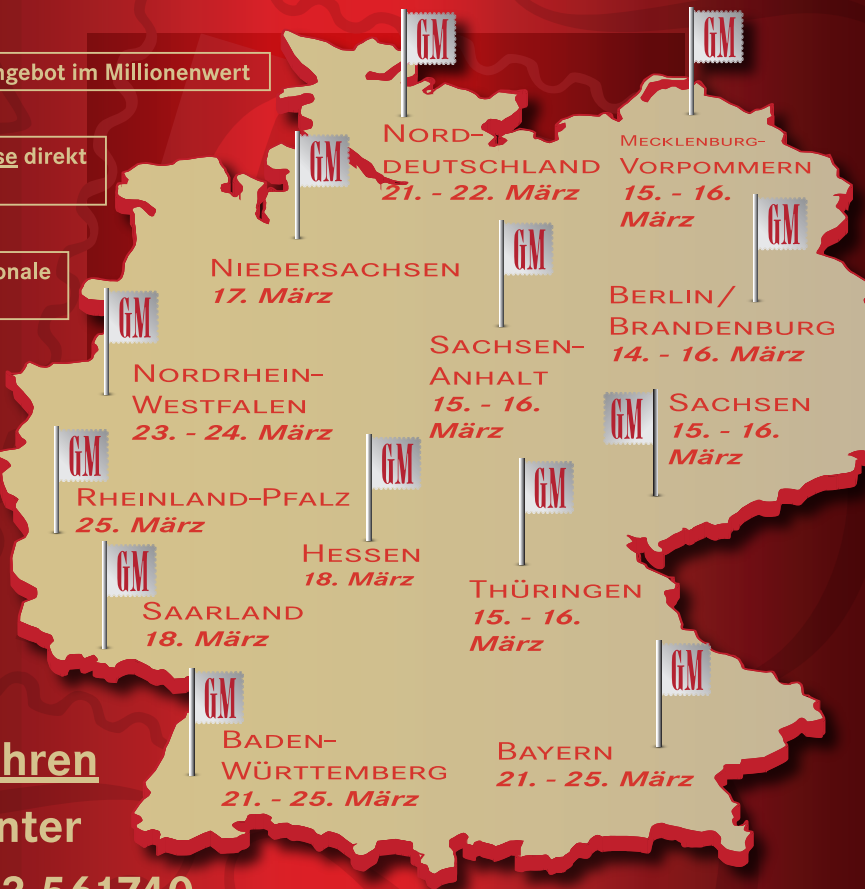 GM
GM
ngebot im Millionenwert
NORD-
DEUTSCHLAND
21. - 22. März
MECKLENBURG-
VORPOMMERN
15. - 16.
März
se direkt
GM
GM
GM
onale
NIEDERSACHSEN
17. März
BERLIN/
BRANDENBURG
14. - 16. März
GM
SACHSEN-
ANHALT
15. - 16.
März
NORDRHEIN-
WESTFALEN
23. - 24. März
GM
SACHSEN
15. - 16.
März
GM
GM
GM
RHEINLAND-PFALZ
25. März
HESSEN
18. März
GM
THÜRINGEN
15. - 16.
März
SAARLAND
18. März
GM
GM
BADEN-
WÜRTTEMBERG
21. - 25. März
BAYERN
21. - 25. März
hren
nter